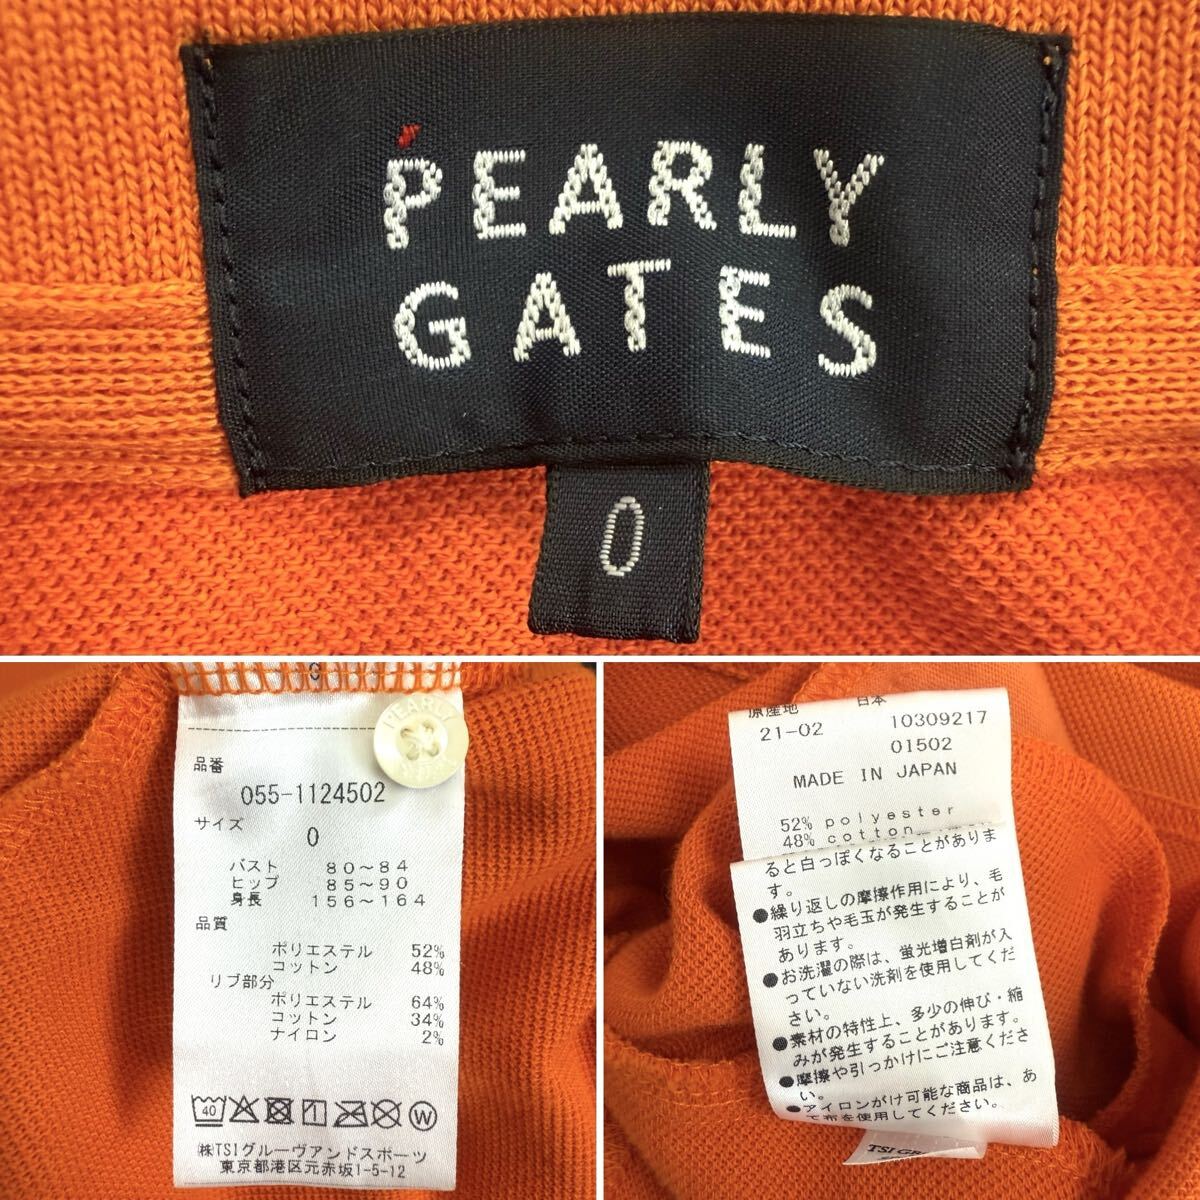 PEARLY
GATES
0
0
PEARLY
品番
055-1124502
サイズ
0
バスト 80～84
ヒップ 85～90
身長 156～164
品質
ポリエステル 52%
コットン 48%
リブ部分
ポリエステル 64%
コットン 34%
ナイロン 2%
40
W
㈱TSIグルーヴアンドスポーツ
東京都港区元赤坂1-5-12
原産地 日本
21-02 10309217
01502
MADE IN JAPAN
52% polyester
48% cotton
ると白っぽくなることがありま
す。
●繰り返しの摩擦作用により、毛
羽立ちや毛玉が発生することが
あります。
●お洗濯の際は、蛍光増白剤が入
っていない洗剤を使用してくだ
さい。
●素材の特性上、多少の伸び・縮
みが発生することがあります。
●摩擦や引っかけにご注意くださ
い。
●アイロンがけ可能な商品は、あ
て布を使用してください。
TSI